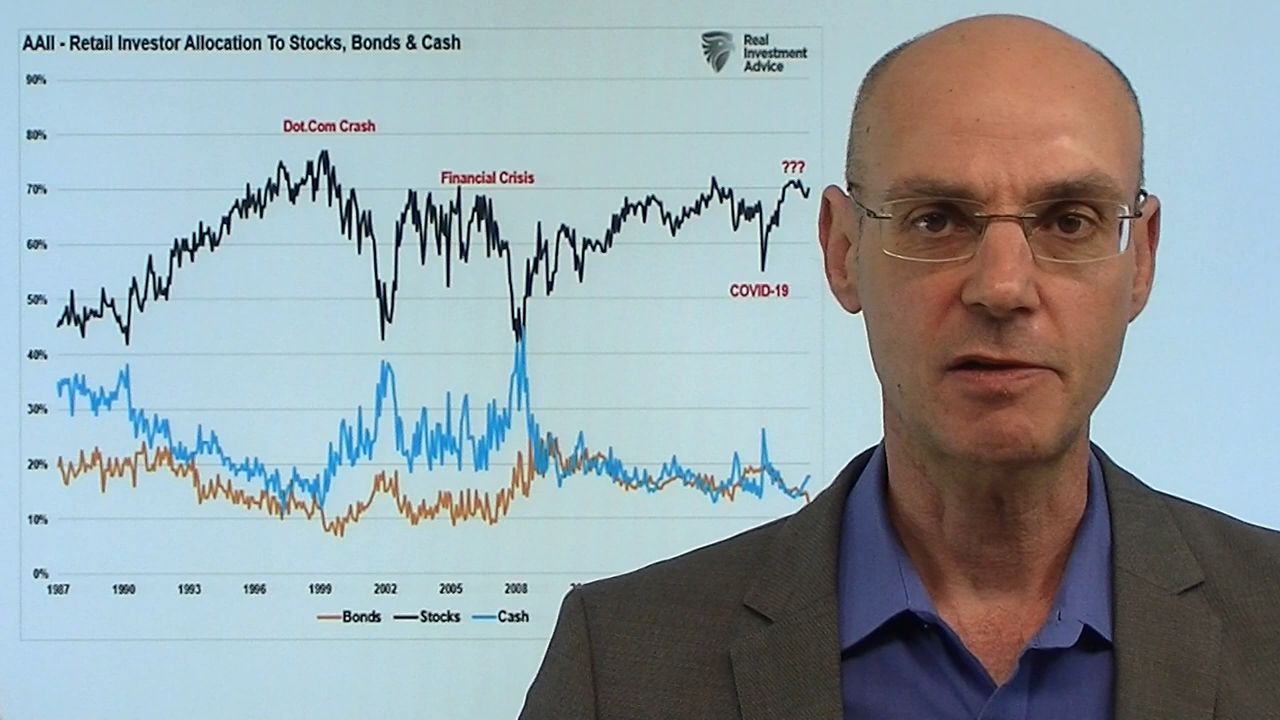 AAII - Retail Investor Allocation To Stocks, Bonds & Cash
Real
Investment
Advice
90%
Dot.Com Crash
80%
???
Financial Crisis
70%
60%
COVID-19
50%
40%
30%
20%
10%
0%
1987 1990 1993 1996 1999 2002 2005 2008
Bonds Stocks Cash